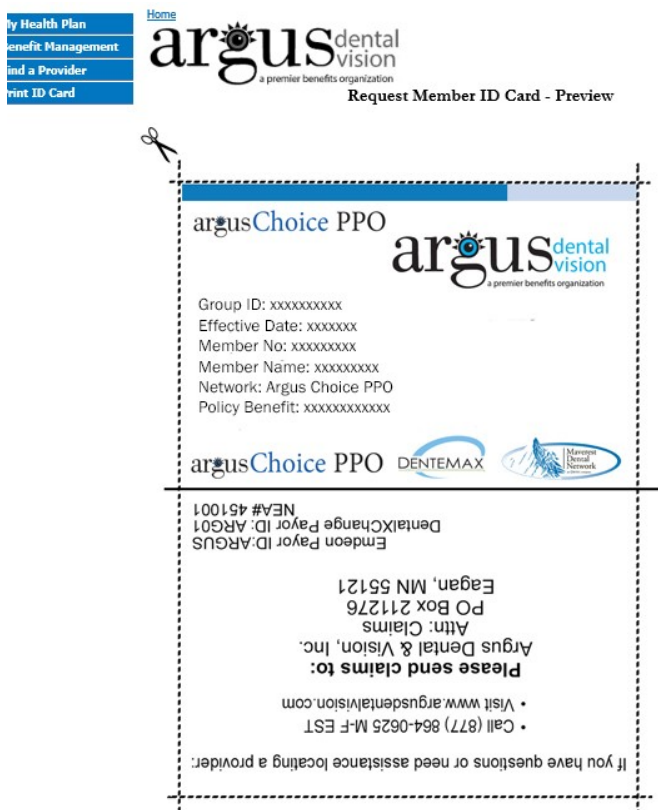 Home
My Health Plan
Benefit Management
Find a Provider
Print ID Card
argus dental vision
a premier benefits organization
Request Member ID Card - Preview
argusChoice PPO
argus dental vision
a premier benefits organization
Group ID: xxxxxxxxxx
Effective Date: xxxxxxx
Member No: xxxxxxxxx
Member Name: xxxxxxxxx
Network: Argus Choice PPO
Policy Benefit: xxxxxxxxxxxx
argusChoice PPO
DENTEMAX
Maverest
Dental
Network
If you have questions or need assistance locating a provider:
• Call (877) 864-0625 M-F EST
• Visit www.argusdentalvision.com
Please send claims to:
Argus Dental & Vision, Inc.
Attn: Claims
PO Box 211276
Eagan, MN 55121
Emdeon Payor ID:ARGUS
DentalXChange Payor ID: ARG01
NEA# 451001